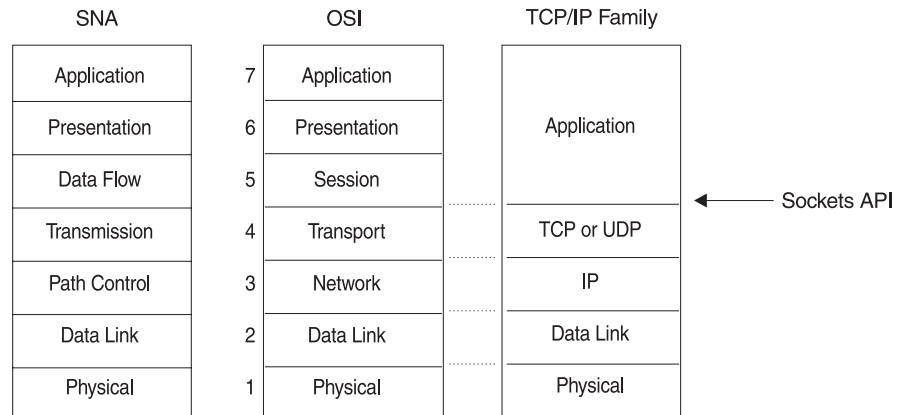 SNA OSI TCP/IP Family
Application 7 Application
Presentation 6 Presentation Application
Data Flow 5 Session
Sockets API
Transmission 4 Transport TCP or UDP
Path Control 3 Network IP
Data Link 2 Data Link Data Link
Physical 1 Physical Physical